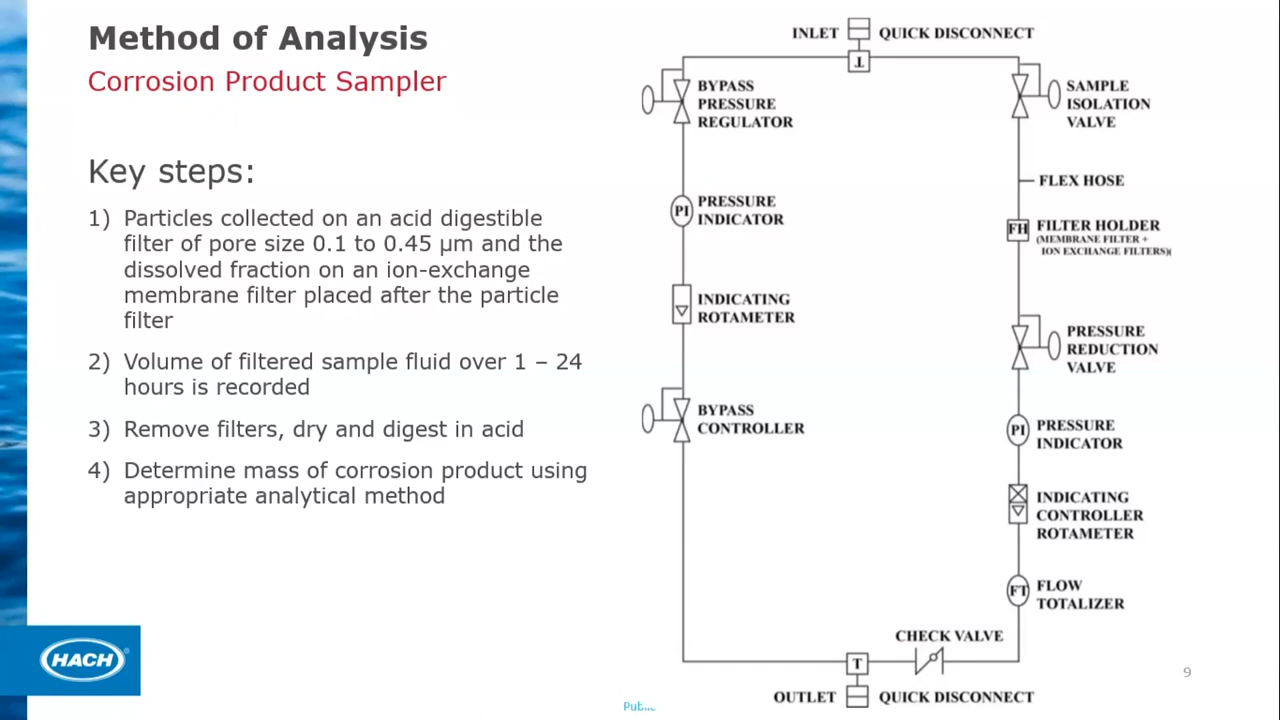 Method of Analysis
Corrosion Product Sampler
Key steps:
1) Particles collected on an acid digestible
filter of pore size 0.1 to 0.45 µm and the
dissolved fraction on an ion-exchange
membrane filter placed after the particle
filter
2) Volume of filtered sample fluid over 1 – 24
hours is recorded
3) Remove filters, dry and digest in acid
4) Determine mass of corrosion product using
appropriate analytical method
HACH
INLET
QUICK DISCONNECT
T
BYPASS
PRESSURE
REGULATOR
PI
PRESSURE
INDICATOR
INDICATING
ROTAMETER
BYPASS
CONTROLLER
SAMPLE
ISOLATION
VALVE
FLEX HOSE
FH
FILTER HOLDER
(MEMBRANE FILTER +
ION EXCHANGE FILTERS)
PRESSURE
REDUCTION
VALVE
PI
PRESSURE
INDICATOR
INDICATING
CONTROLLER
ROTAMETER
FT
FLOW
TOTALIZER
CHECK VALVE
T
OUTLET
QUICK DISCONNECT
9